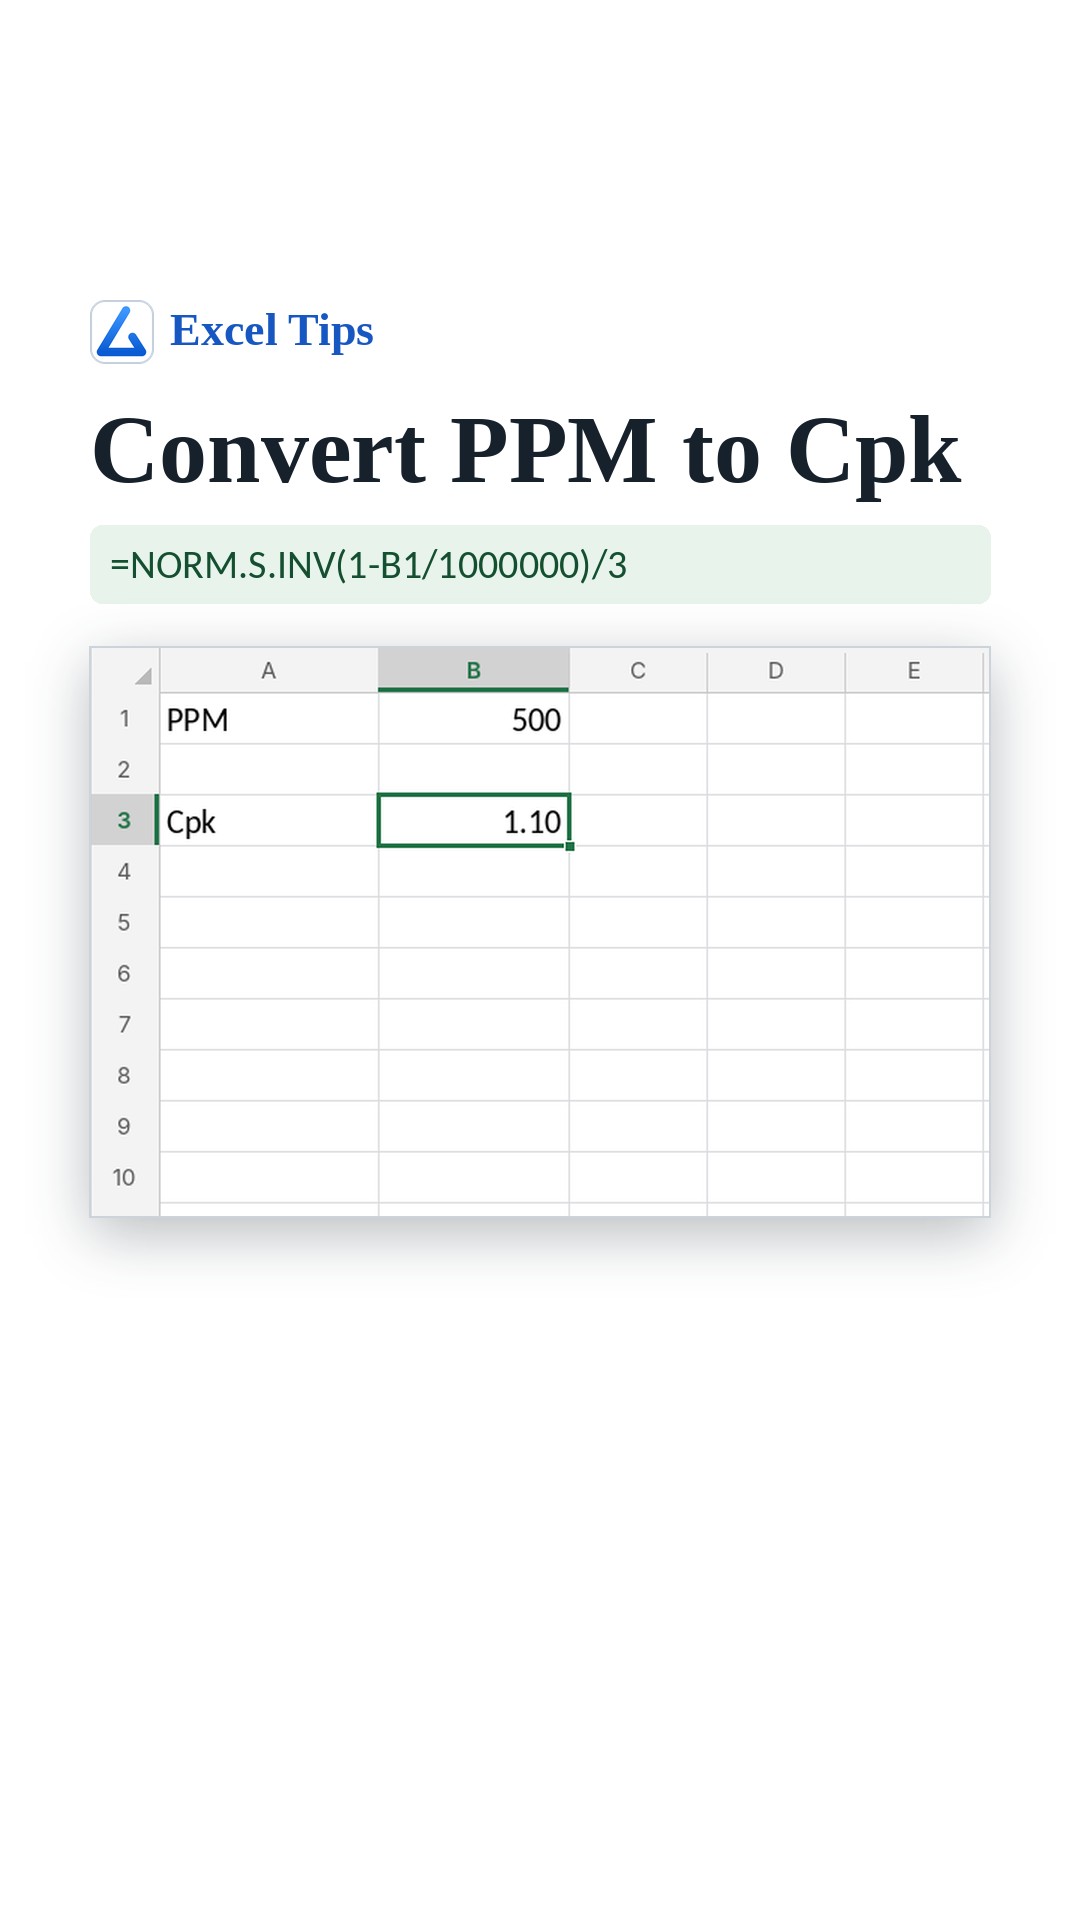 Excel Tips
Convert PPM to Cpk
=NORM.S.INV(1-B1/1000000)/3
A B C D E
1 PPM 500
2
3 Cpk 1.10
4
5
6
7
8
9
10